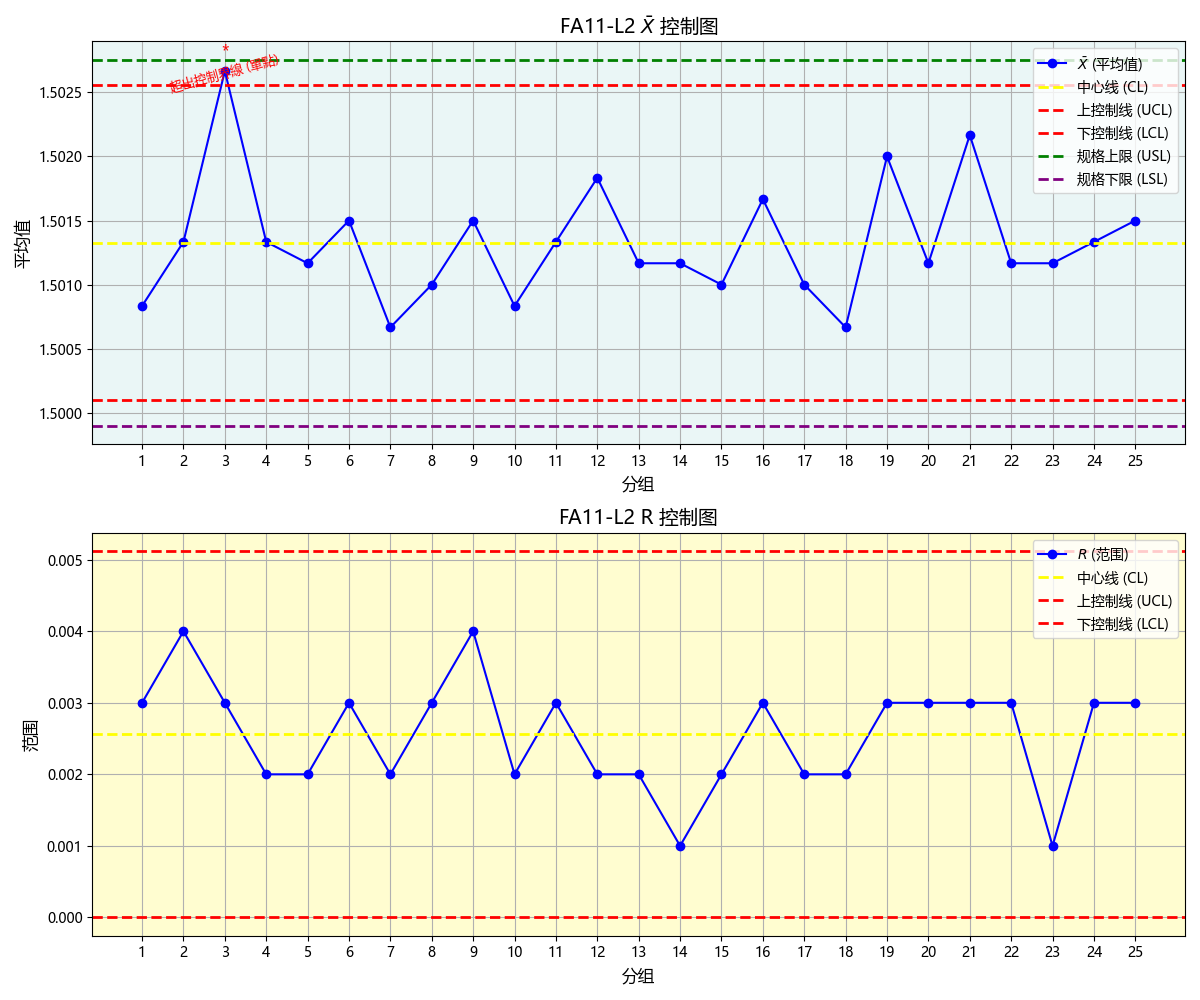 FA11-L2 X̄ 控制图
*
超出控制界線 (單點)
X̄ (平均值)
中心线 (CL)
上控制线 (UCL)
下控制线 (LCL)
规格上限 (USL)
规格下限 (LSL)
平均值
1.5025
1.5020
1.5015
1.5010
1.5005
1.5000
1 2 3 4 5 6 7 8 9 10 11 12 13 14 15 16 17 18 19 20 21 22 23 24 25
分组
FA11-L2 R 控制图
R (范围)
中心线 (CL)
上控制线 (UCL)
下控制线 (LCL)
范围
0.005
0.004
0.003
0.002
0.001
0.000
1 2 3 4 5 6 7 8 9 10 11 12 13 14 15 16 17 18 19 20 21 22 23 24 25
分组